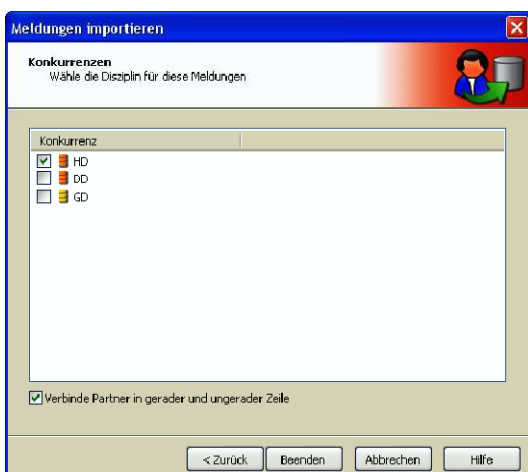 Meldungen importieren
Konkurrenzen
Wähle die Disziplin für diese Meldungen
Konkurrenz
HD
DD
GD
Verbinde Partner in gerader und ungerader Zeile
< Zurück Beenden Abbrechen Hilfe